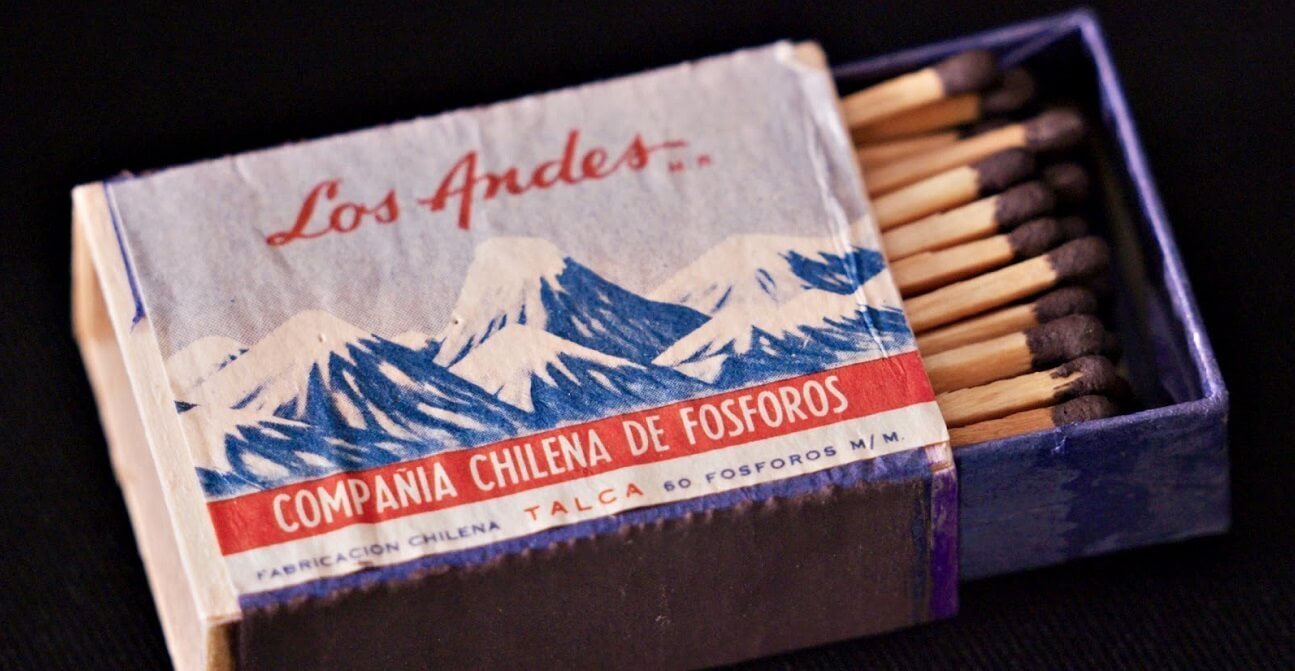 Los Andes M.R.
COMPAÑIA CHILENA DE FOSFOROS
FABRICACION CHILENA TALCA 60 FOSFOROS M/M.